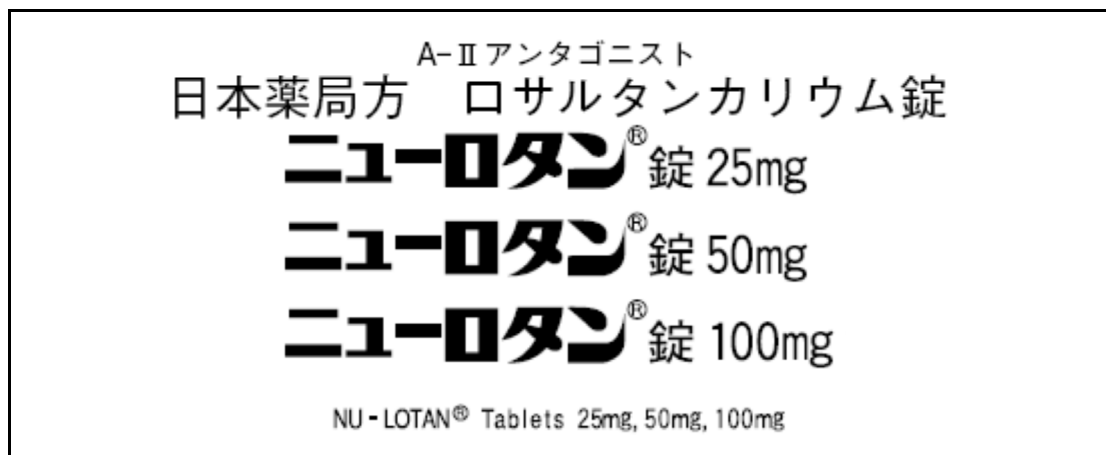 A-Ⅱアンタゴニスト
日本薬局方　ロサルタンカリウム錠
ニューロタン®錠 25mg
ニューロタン®錠 50mg
ニューロタン®錠 100mg
NU-LOTAN® Tablets 25mg, 50mg, 100mg